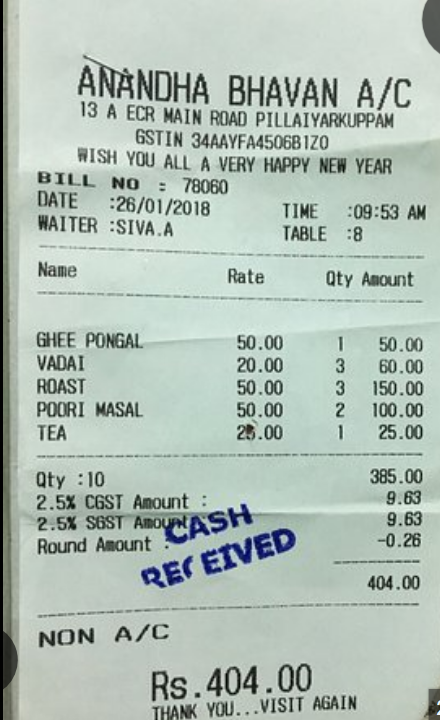 ANANDHA BHAVAN A/C
13 A ECR MAIN ROAD PILLAIYARKUPPAM
GSTIN 34AAYFA4506B1Z0
WISH YOU ALL A VERY HAPPY NEW YEAR
BILL NO : 78060
DATE :26/01/2018 TIME :09:53 AM
WAITER :SIVA.A TABLE :8
Name Rate Qty Amount
GHEE PONGAL 50.00 1 50.00
VADAI 20.00 3 60.00
ROAST 50.00 3 150.00
POORI MASAL 50.00 2 100.00
TEA 25.00 1 25.00
Qty :10 385.00
2.5% CGST Amount : 9.63
2.5% SGST Amount : 9.63
Round Amount : -0.26
CASH
RECEIVED
404.00
NON A/C
Rs.404.00
THANK YOU...VISIT AGAIN